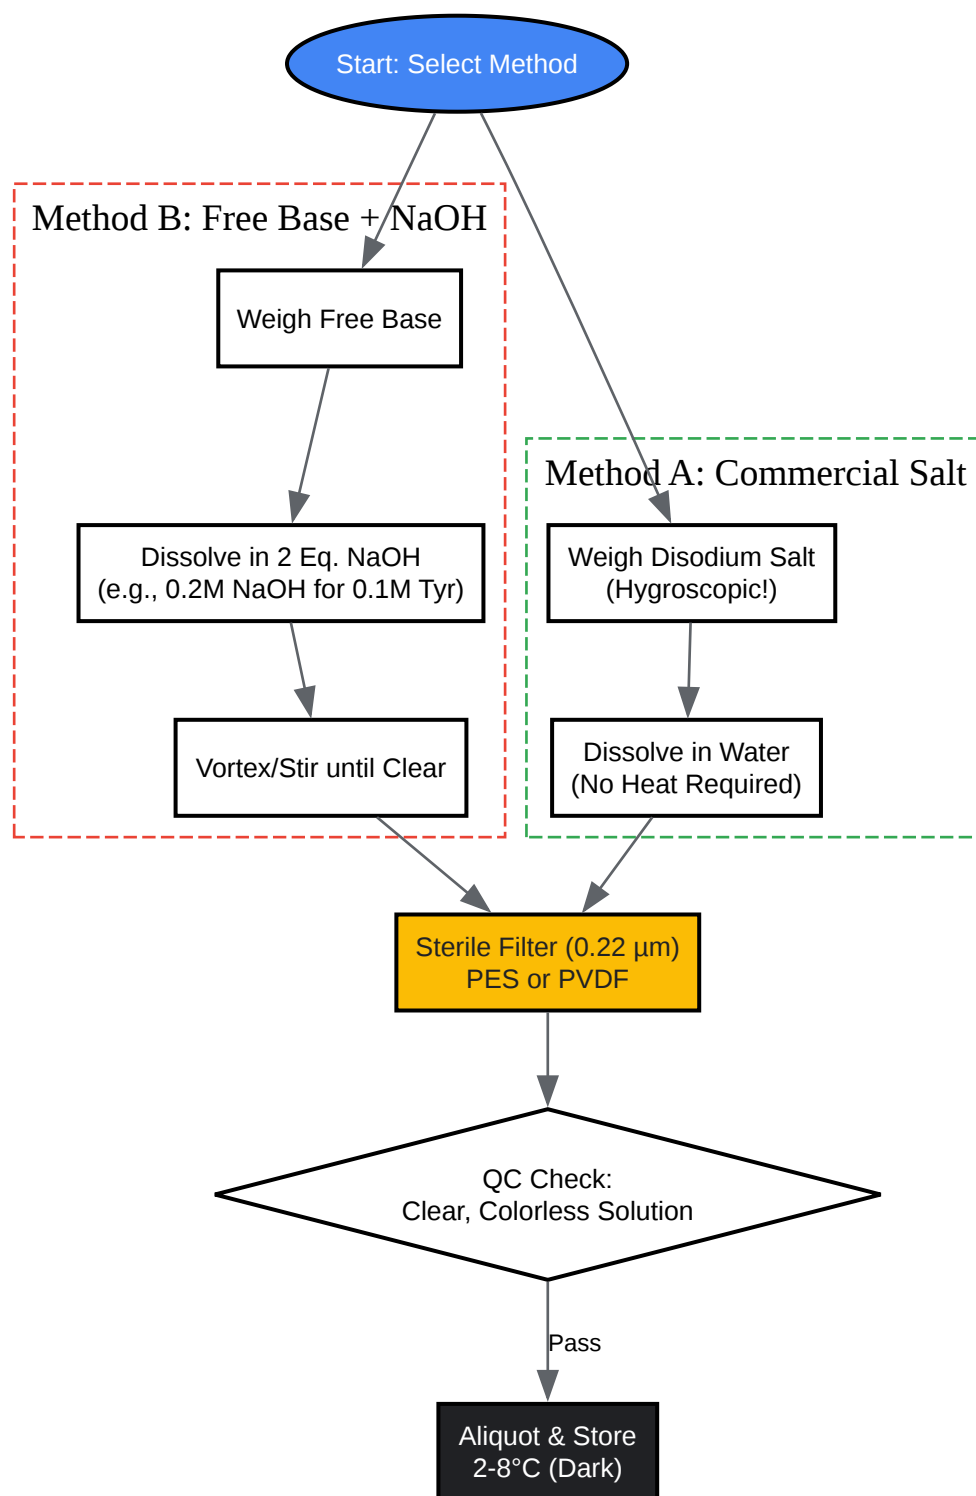 Start: Select Method
Method B: Free Base + NaOH
Weigh Free Base
Dissolve in 2 Eq. NaOH
(e.g., 0.2M NaOH for 0.1M Tyr)
Vortex/Stir until Clear
Method A: Commercial Salt
Weigh Disodium Salt
(Hygroscopic!)
Dissolve in Water
(No Heat Required)
Sterile Filter (0.22 µm)
PES or PVDF
QC Check:
Clear, Colorless Solution
Pass
Aliquot & Store
2-8°C (Dark)